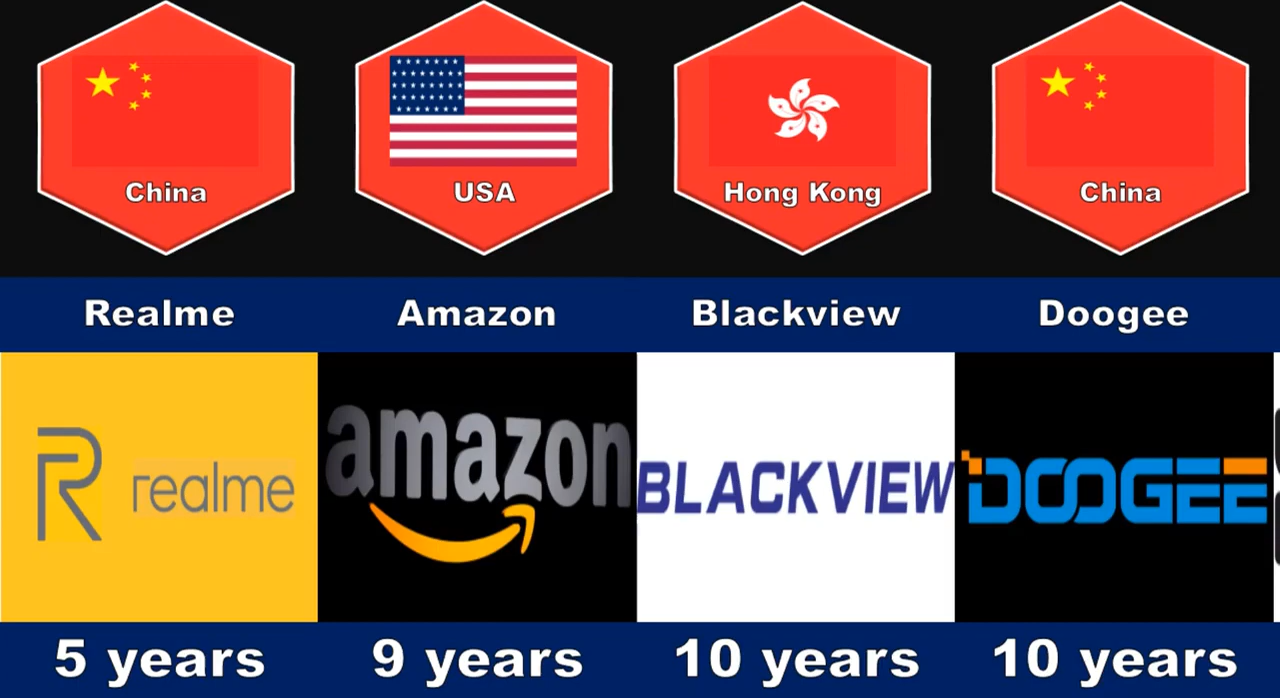 China
USA
Hong Kong
China
Realme
Amazon
Blackview
Doogee
R realme
amazon
BLACKVIEW
DOOGEE
5 years
9 years
10 years
10 years